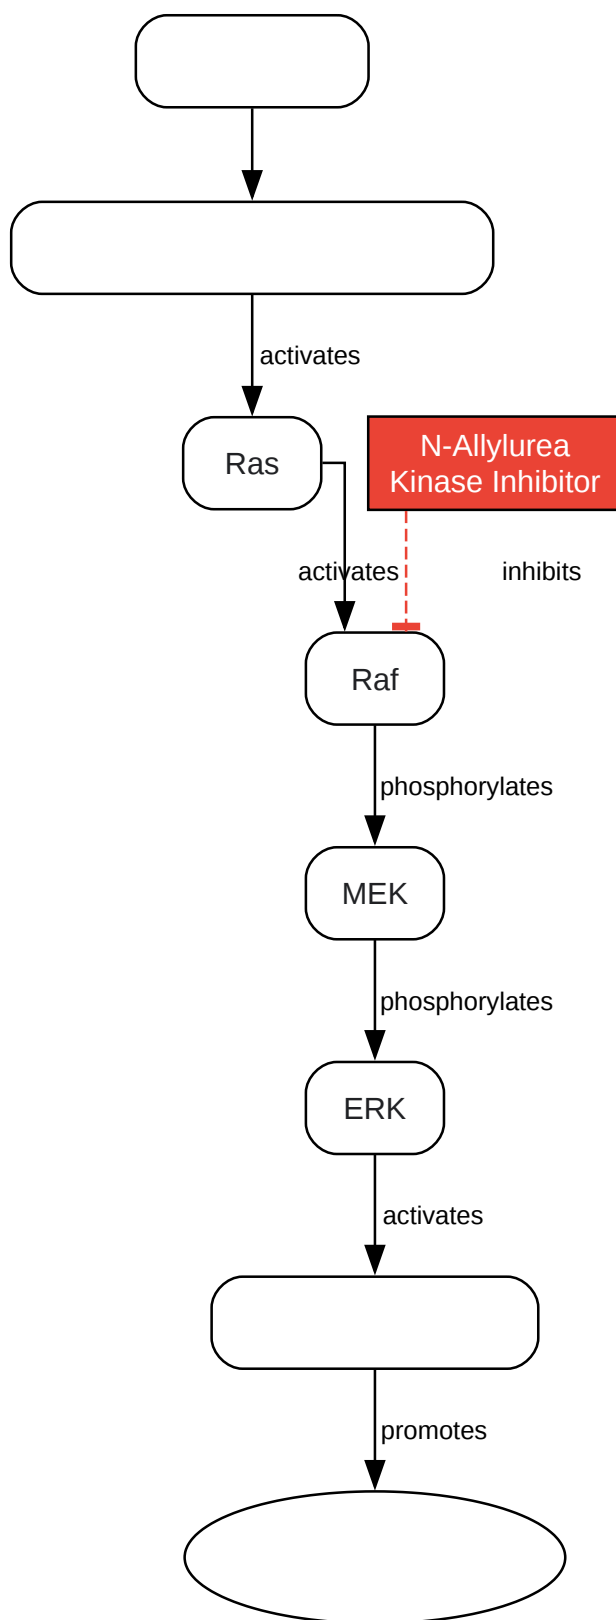 activates
Ras
N-Allylurea
Kinase Inhibitor
activates
inhibits
Raf
phosphorylates
MEK
phosphorylates
ERK
activates
promotes